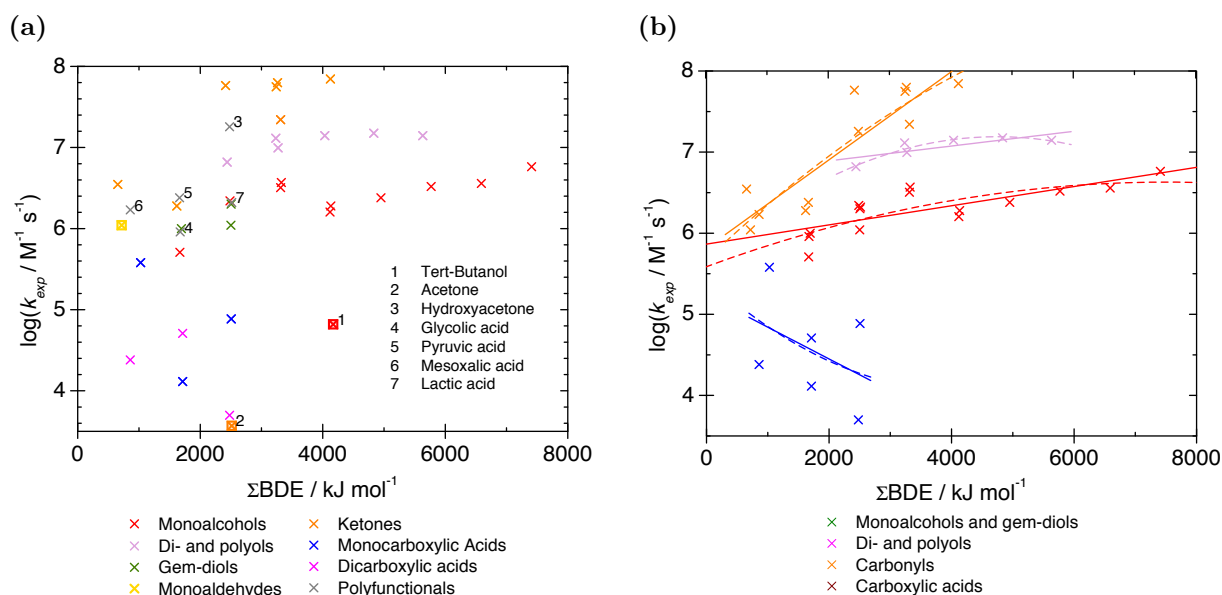 (a)
(b)
8
7
6
5
4
log(k_exp / M⁻¹ s⁻¹)
3
5
7
6
4
1
2
1 Tert-Butanol
2 Acetone
3 Hydroxyacetone
4 Glycolic acid
5 Pyruvic acid
6 Mesoxalic acid
7 Lactic acid
0 2000 4000 6000 8000
ΣBDE / kJ mol⁻¹
Monoalcohols
Di- and polyols
Gem-diols
Monoaldehydes
Ketones
Monocarboxylic Acids
Dicarboxylic acids
Polyfunctionals
8
7
6
5
4
log(k_exp / M⁻¹ s⁻¹)
0 2000 4000 6000 8000
ΣBDE / kJ mol⁻¹
Monoalcohols and gem-diols
Di- and polyols
Carbonyls
Carboxylic acids